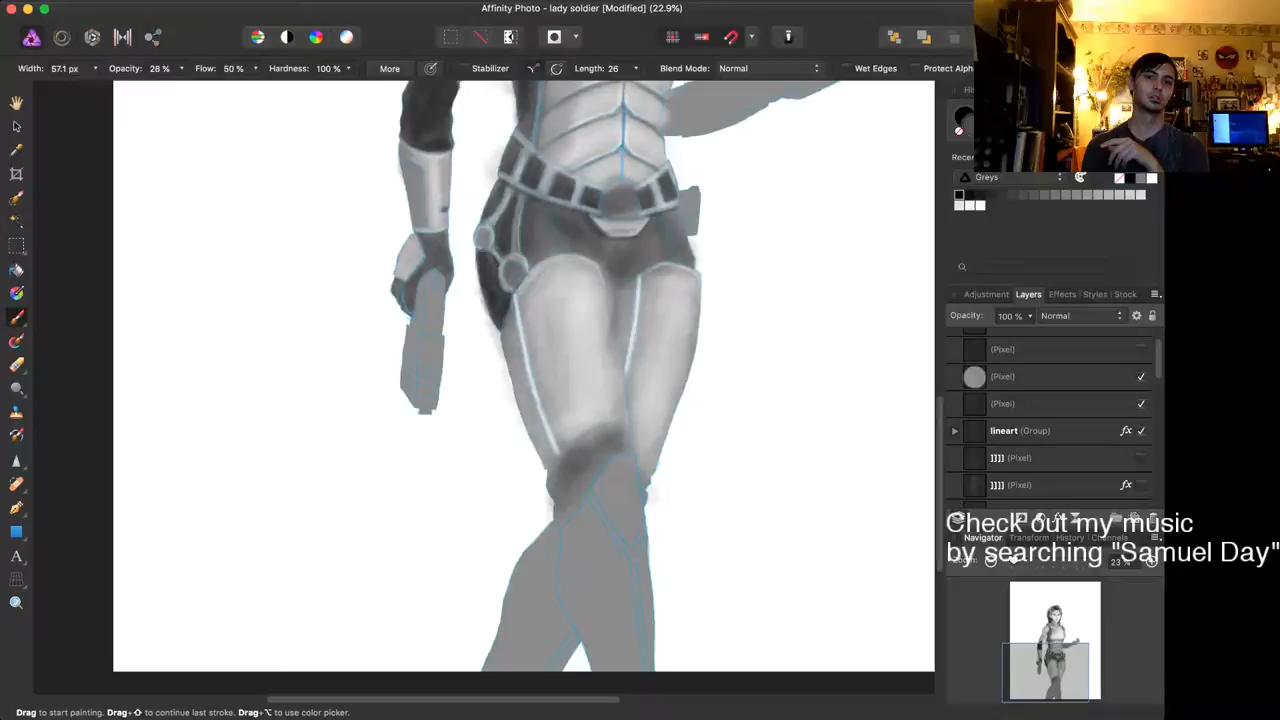 Affinity Photo - lady soldier [Modified] (22.9%)
Width: 57.1 px Opacity: 28 % Flow: 50 % Hardness: 100 % More Stabilizer Length: 26 Blend Mode: Normal Wet Edges Protect Alph
Greys
Adjustment Layers Effects Styles Stock
Opacity: 100 % Normal
(Pixel)
(Pixel)
(Pixel)
lineart (Group) fx
]]]] (Pixel)
]]]] (Pixel) fx
Check out my music
by searching "Samuel Day"
Navigator Transform History Channels
23 %
Drag to start painting. Drag+⇧ to continue last stroke. Drag+⌥ to use color picker.